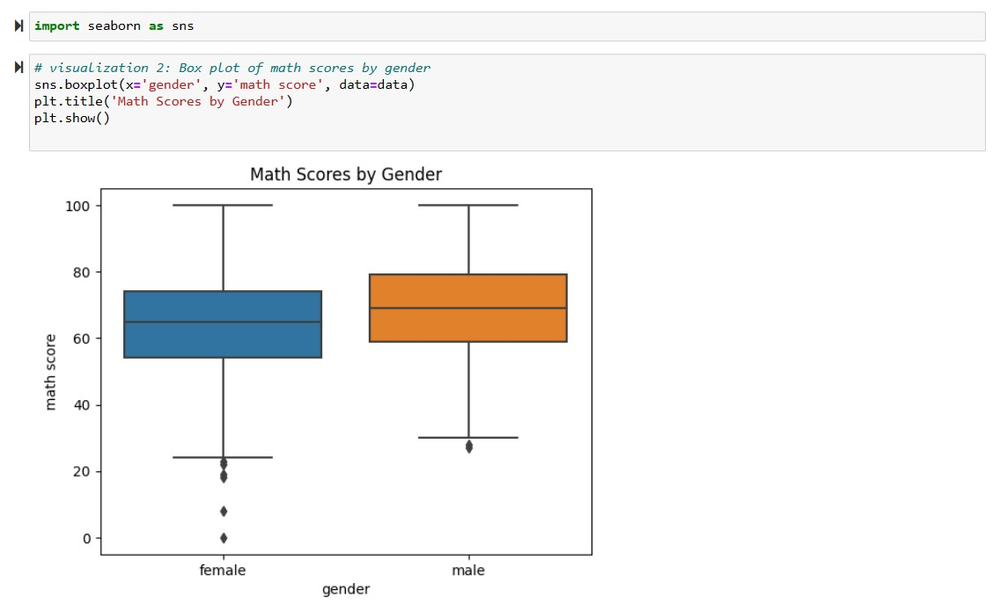 import seaborn as sns
# visualization 2: Box plot of math scores by gender
sns.boxplot(x='gender', y='math score', data=data)
plt.title('Math Scores by Gender')
plt.show()
Math Scores by Gender
100
80
60
40
20
0
math score
female male
gender